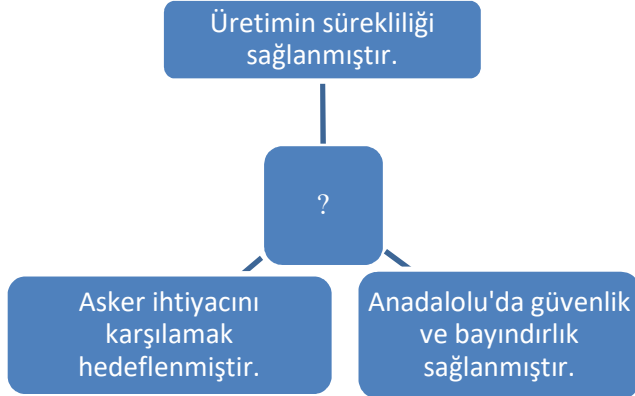 Üretimin sürekliliği
sağlanmıştır.
?
Asker ihtiyacını
karşılamak
hedeflenmiştir.
Anadalolu'da güvenlik
ve bayındırlık
sağlanmıştır.